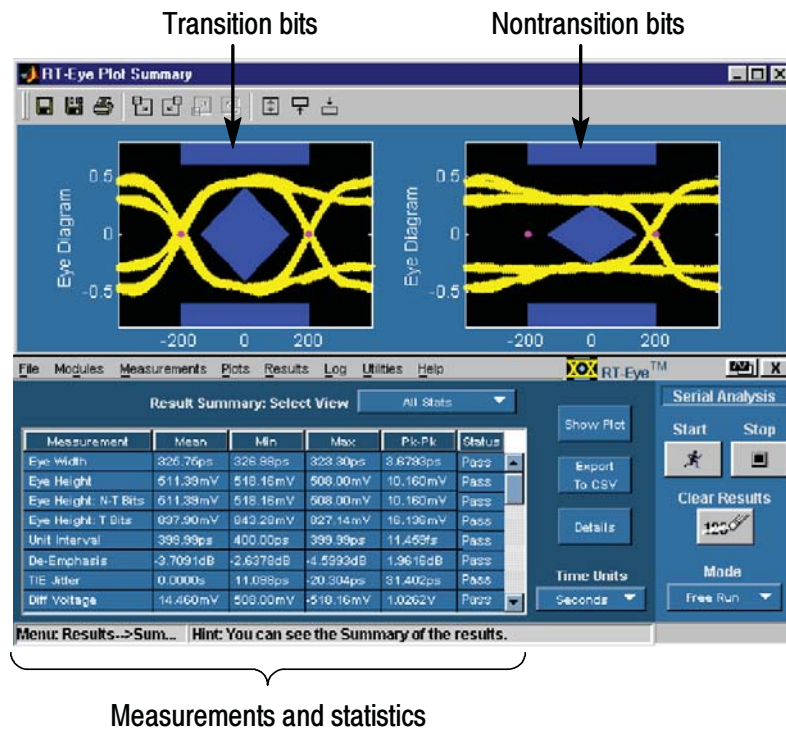 Transition bits
Nontransition bits
RT-Eye Plot Summary
Eye Diagram
0.5
0
-0.5
-200 0 200
Eye Diagram
0.5
0
-0.5
-200 0 200
File Modules Measurements Plots Results Log Utilities Help
RT-Eye™
X
Result Summary: Select View
All Stats
Measurement Mean Min Max Pk-Pk Status
Eye Width 325.75ps 326.98ps 323.30ps 3.6793ps Pass
Eye Height 511.39mV 518.16mV 508.00mV 10.160mV Pass
Eye Height: N-T Bits 511.39mV 518.16mV 508.00mV 10.160mV Pass
Eye Height: T Bits 837.90mV 843.28mV 827.14mV 16.136mV Pass
Unit Interval 399.99ps 400.00ps 399.99ps 11.459fs Pass
De-Emphasis -3.7091dB -2.6378dB -4.5993dB 1.9616dB Pass
TIE Jitter 0.0000s 11.098ps -20.304ps 31.402ps Pass
Diff Voltage 14.460mV 508.00mV -518.16mV 1.0262V Pass
Show Plot
Export
To CSV
Details
Time Units
Seconds
Serial Analysis
Start Stop
Clear Results
123
Mode
Free Run
Menu: Results-->Sum... Hint: You can see the Summary of the results.
Measurements and statistics